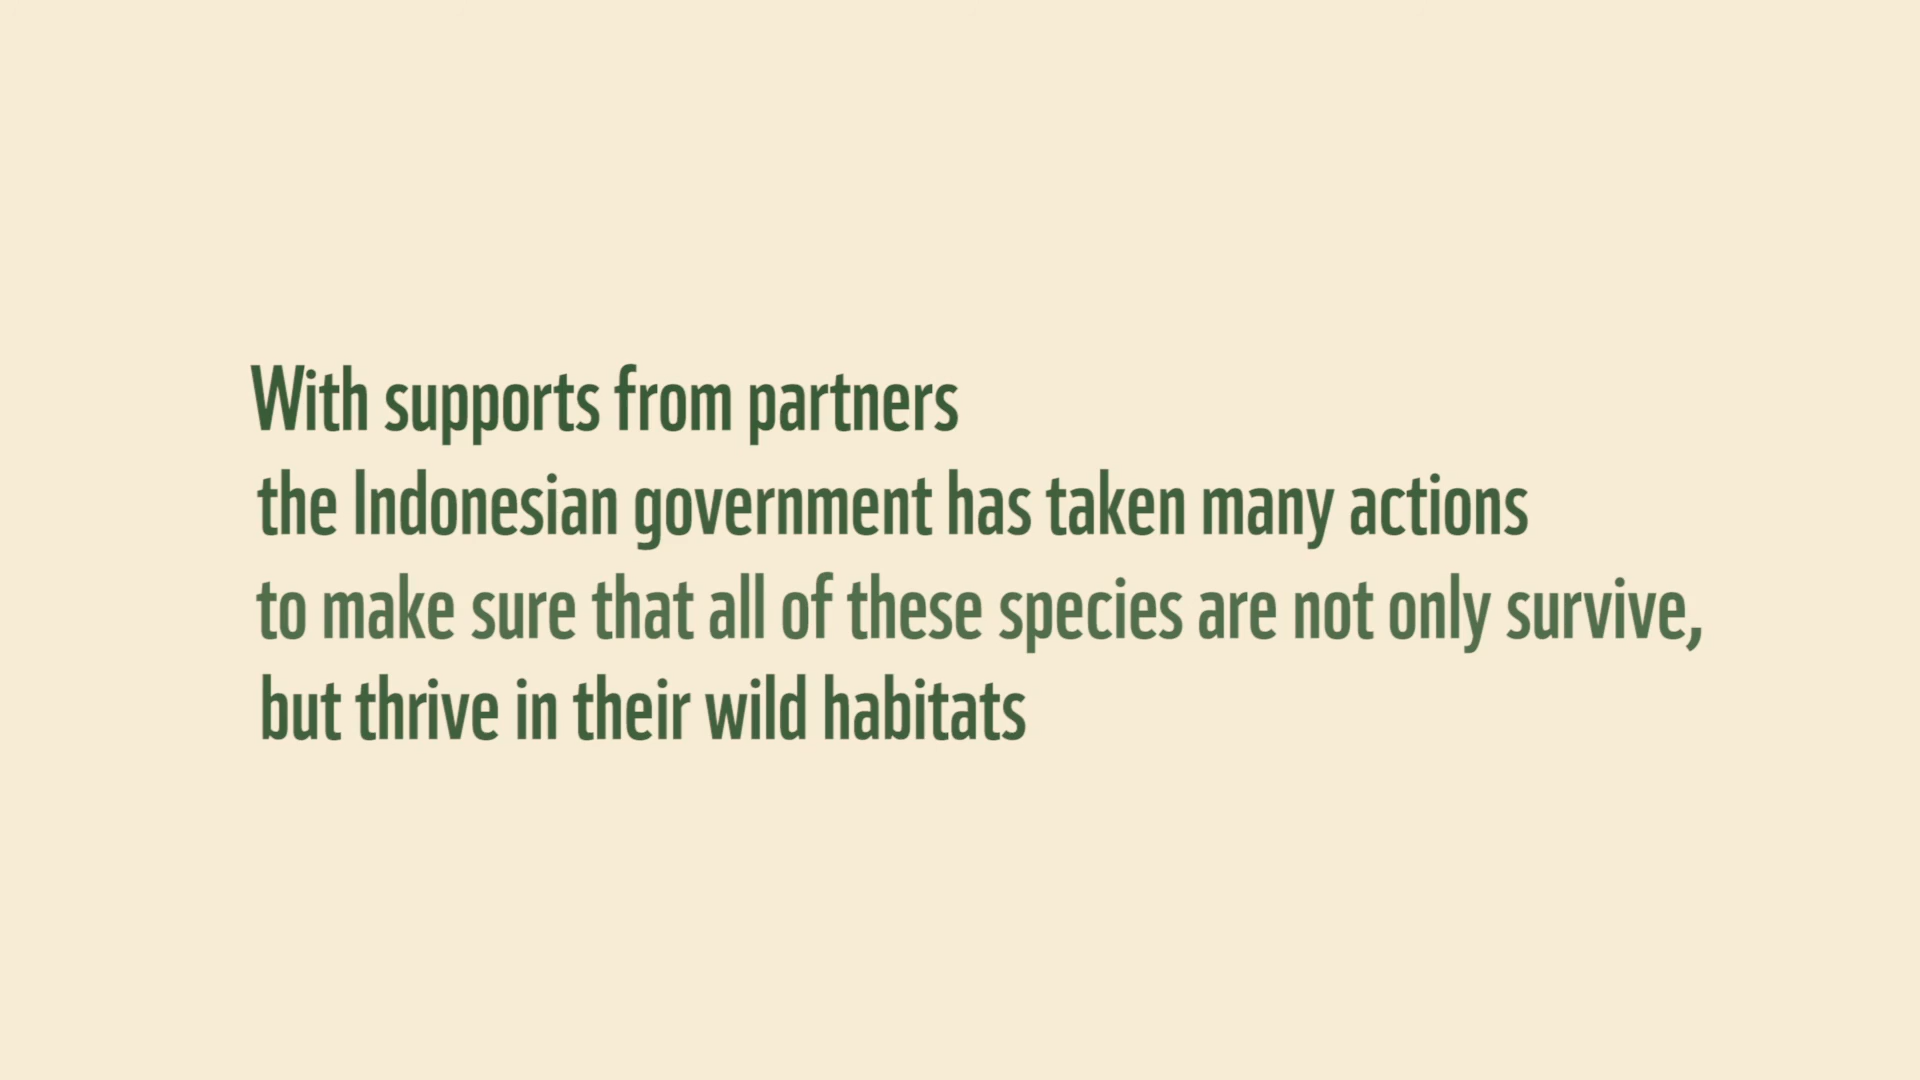 With supports from partners
the Indonesian government has taken many actions
to make sure that all of these species are not only survive,
but thrive in their wild habitats